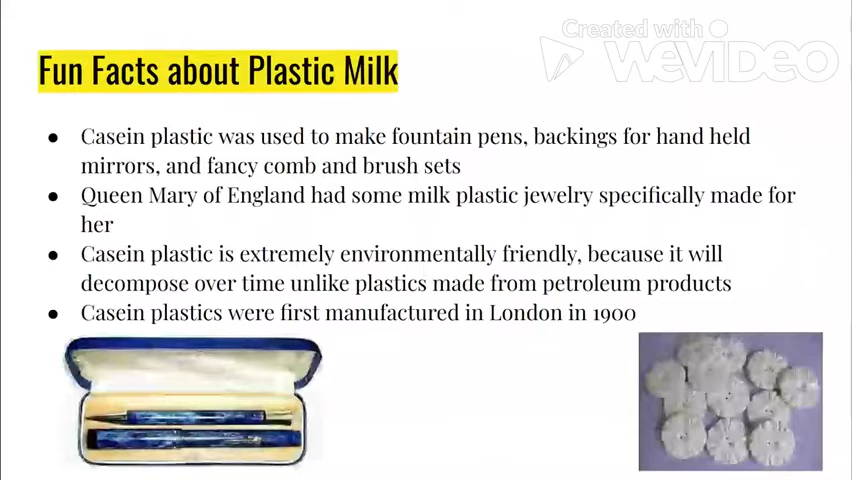 Created with
WEVIDEO
Fun Facts about Plastic Milk
● Casein plastic was used to make fountain pens, backings for hand held
mirrors, and fancy comb and brush sets
● Queen Mary of England had some milk plastic jewelry specifically made for
her
● Casein plastic is extremely environmentally friendly, because it will
decompose over time unlike plastics made from petroleum products
● Casein plastics were first manufactured in London in 1900